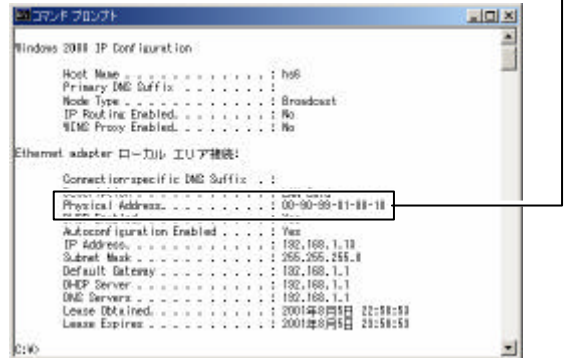 コマンド プロンプト
Windows 2000 IP Configuration
Host Name . . . . . . . . . . . . : hs6
Primary DNS Suffix . . . . . . . :
Node Type . . . . . . . . . . . . : Broadcast
IP Routing Enabled. . . . . . . . : No
WINS Proxy Enabled. . . . . . . . : No
Ethernet adapter ローカル エリア接続:
Connection-specific DNS Suffix . :
Physical Address. . . . . . . . . : 00-90-99-81-00-10
Autoconfiguration Enabled . . . . : Yes
IP Address. . . . . . . . . . . . : 192.168.1.10
Subnet Mask . . . . . . . . . . . : 255.255.255.0
Default Gateway . . . . . . . . . : 192.168.1.1
DHCP Server . . . . . . . . . . . : 192.168.1.1
DNS Servers . . . . . . . . . . . : 192.168.1.1
Lease Obtained. . . . . . . . . . : 2001年8月5日 22:58:53
Lease Expires . . . . . . . . . . : 2001年8月5日 23:58:53
C:\>